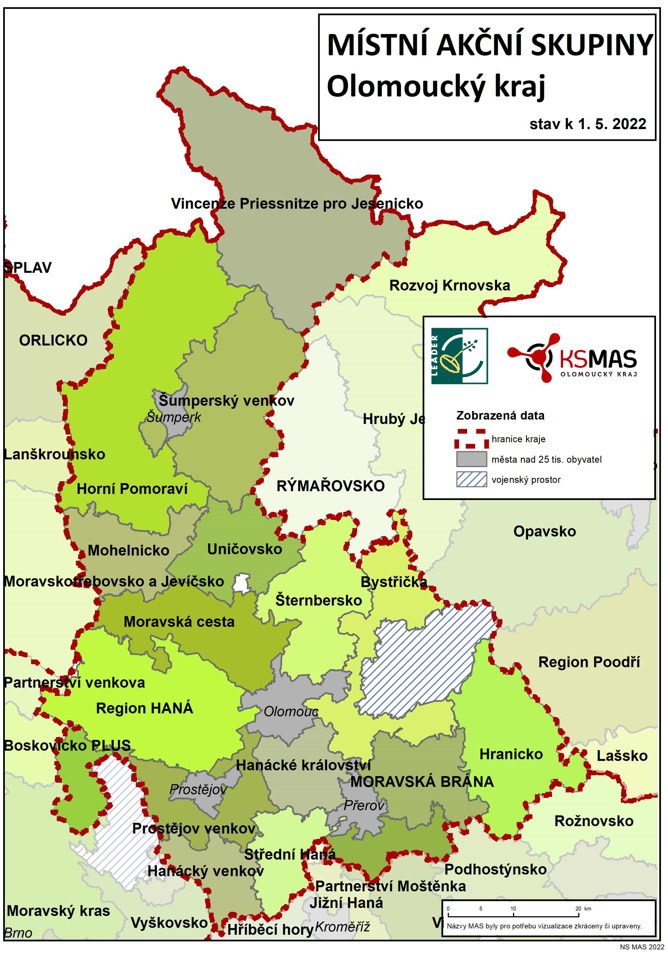 MÍSTNÍ AKČNÍ SKUPINY
Olomoucký kraj
stav k 1. 5. 2022
Vincenze Priessnitze pro Jesenicko
SPLAV
Rozvoj Krnovska
ORLICKO
LEADER
KSMAS
OLOMOUCKÝ KRAJ
Šumperský venkov
Šumperk
Hrubý Je
Zobrazená data
hranice kraje
města nad 25 tis. obyvatel
vojenský prostor
Lanškrounsko
Horní Pomoraví
RÝMAŘOVSKO
Opavsko
Mohelnicko
Uničovsko
Moravskotřebovsko a Jevíčsko
Bystřička
Šternbersko
Moravská cesta
Region Poodří
Partnerství venkova
Region HANÁ
Olomouc
Boskovicko PLUS
Hranicko
Lašsko
Hanácké království
MORAVSKÁ BRÁNA
Prostějov
Přerov
Rožnovsko
Prostějov venkov
Střední Haná
Hanácký venkov
Podhostýnsko
Partnerství Moštěnka
Jižní Haná
Moravský kras
Vyškovsko
Hříběcí hory
Kroměříž
Brno
0 5 10 20 km
Názvy MAS byly pro potřebu vizualizace zkráceny či upraveny.
NS MAS 2022